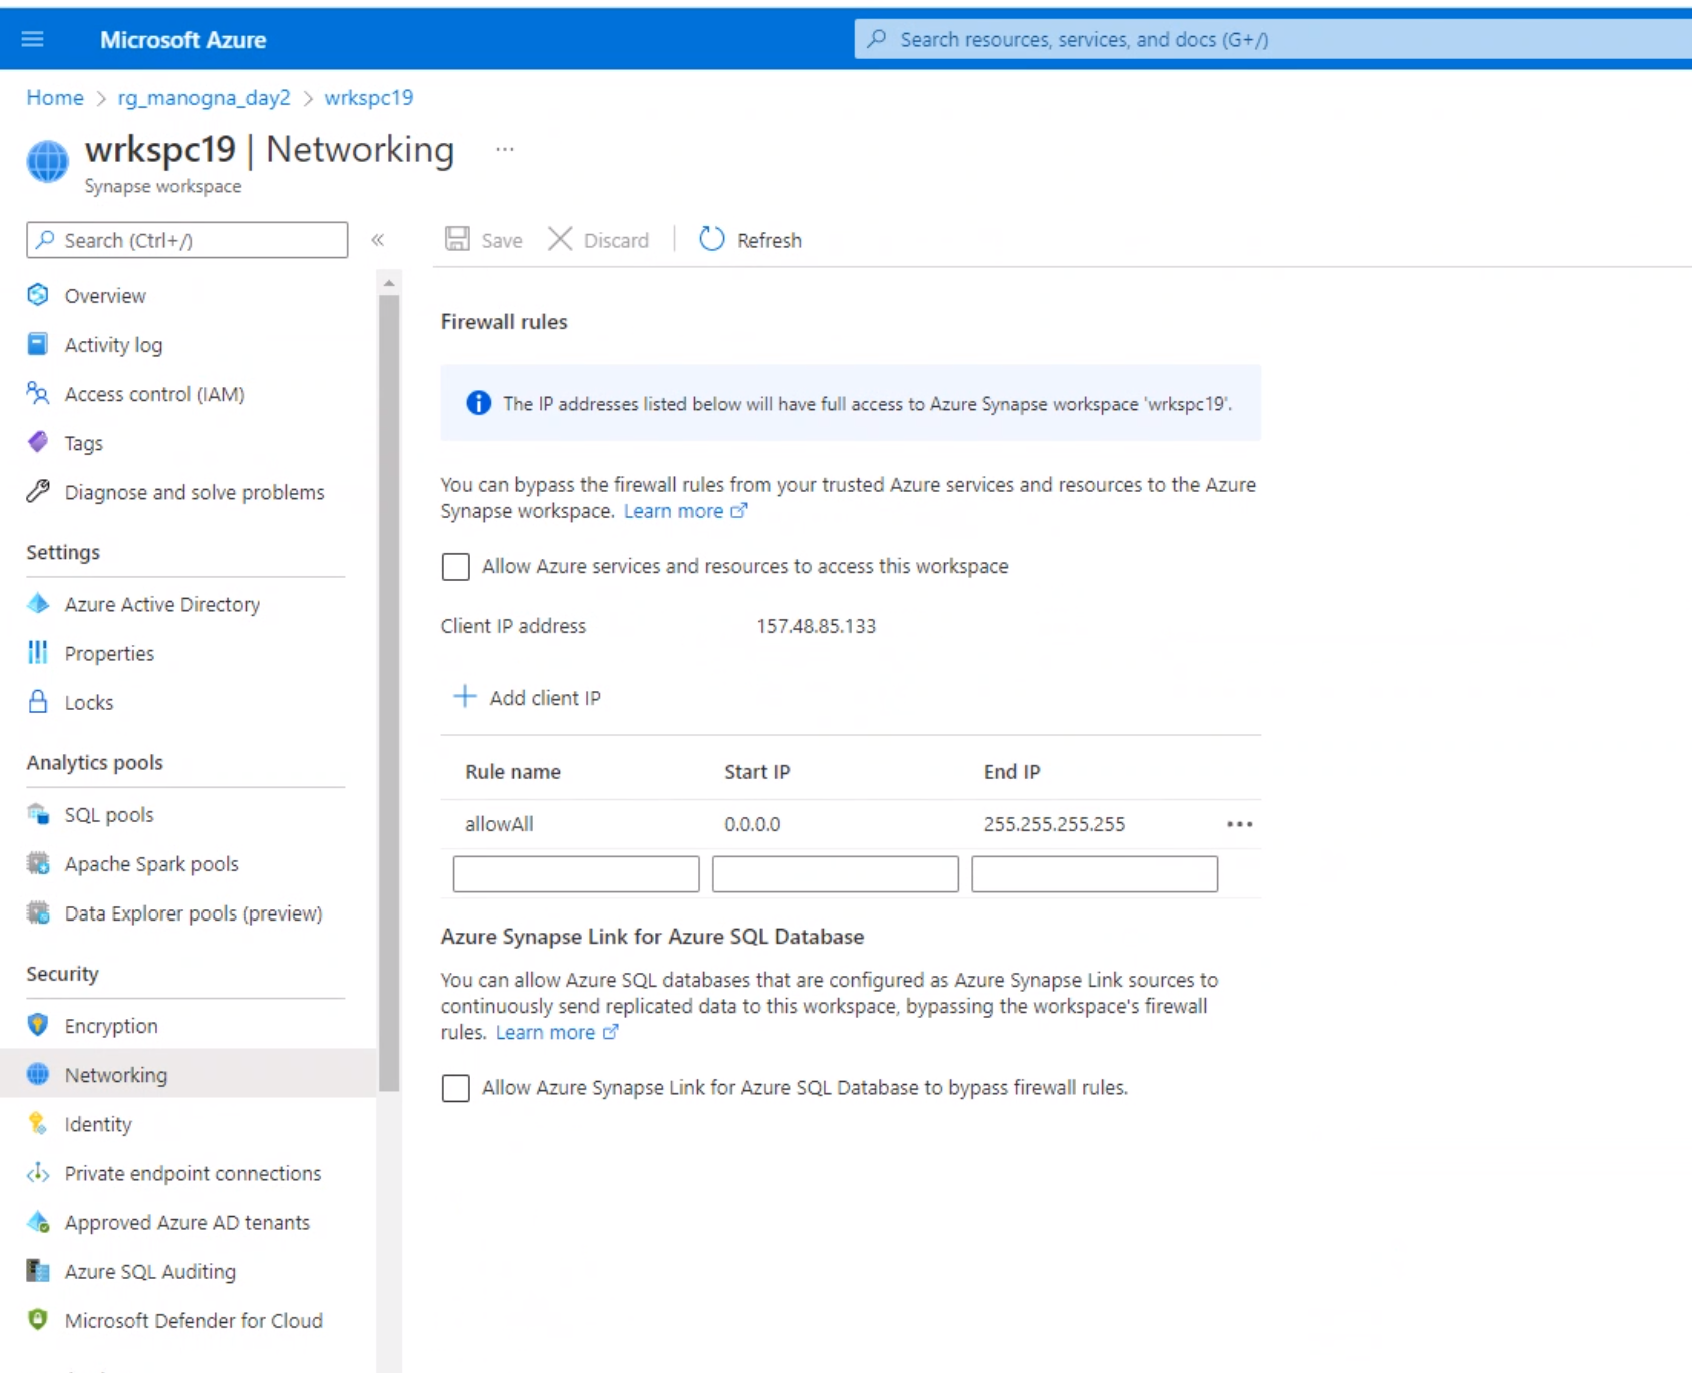 Microsoft Azure
Search resources, services, and docs (G+/)
Home > rg_manogna_day2 > wrkspc19
wrkspc19 | Networking ...
Synapse workspace
Search (Ctrl+/) «
Overview
Activity log
Access control (IAM)
Tags
Diagnose and solve problems
Settings
Azure Active Directory
Properties
Locks
Analytics pools
SQL pools
Apache Spark pools
Data Explorer pools (preview)
Security
Encryption
Networking
Identity
Private endpoint connections
Approved Azure AD tenants
Azure SQL Auditing
Microsoft Defender for Cloud
Save Discard Refresh
Firewall rules
The IP addresses listed below will have full access to Azure Synapse workspace 'wrkspc19'.
You can bypass the firewall rules from your trusted Azure services and resources to the Azure
Synapse workspace. Learn more
Allow Azure services and resources to access this workspace
Client IP address 157.48.85.133
Add client IP
Rule name Start IP End IP
allowAll 0.0.0.0 255.255.255.255 •••
Azure Synapse Link for Azure SQL Database
You can allow Azure SQL databases that are configured as Azure Synapse Link sources to
continuously send replicated data to this workspace, bypassing the workspace's firewall
rules. Learn more
Allow Azure Synapse Link for Azure SQL Database to bypass firewall rules.